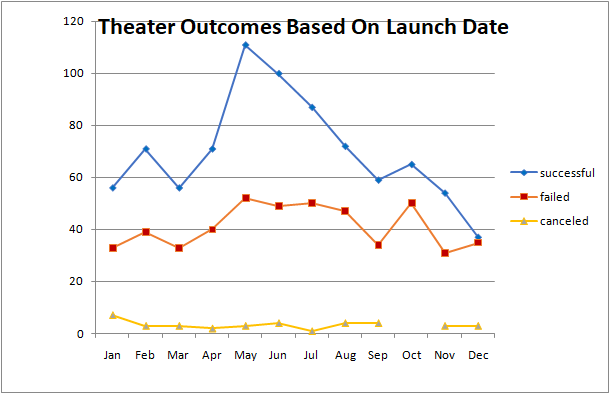 Theater Outcomes Based On Launch Date
120
100
80
60
40
20
0
Jan Feb Mar Apr May Jun Jul Aug Sep Oct Nov Dec
successful
failed
canceled